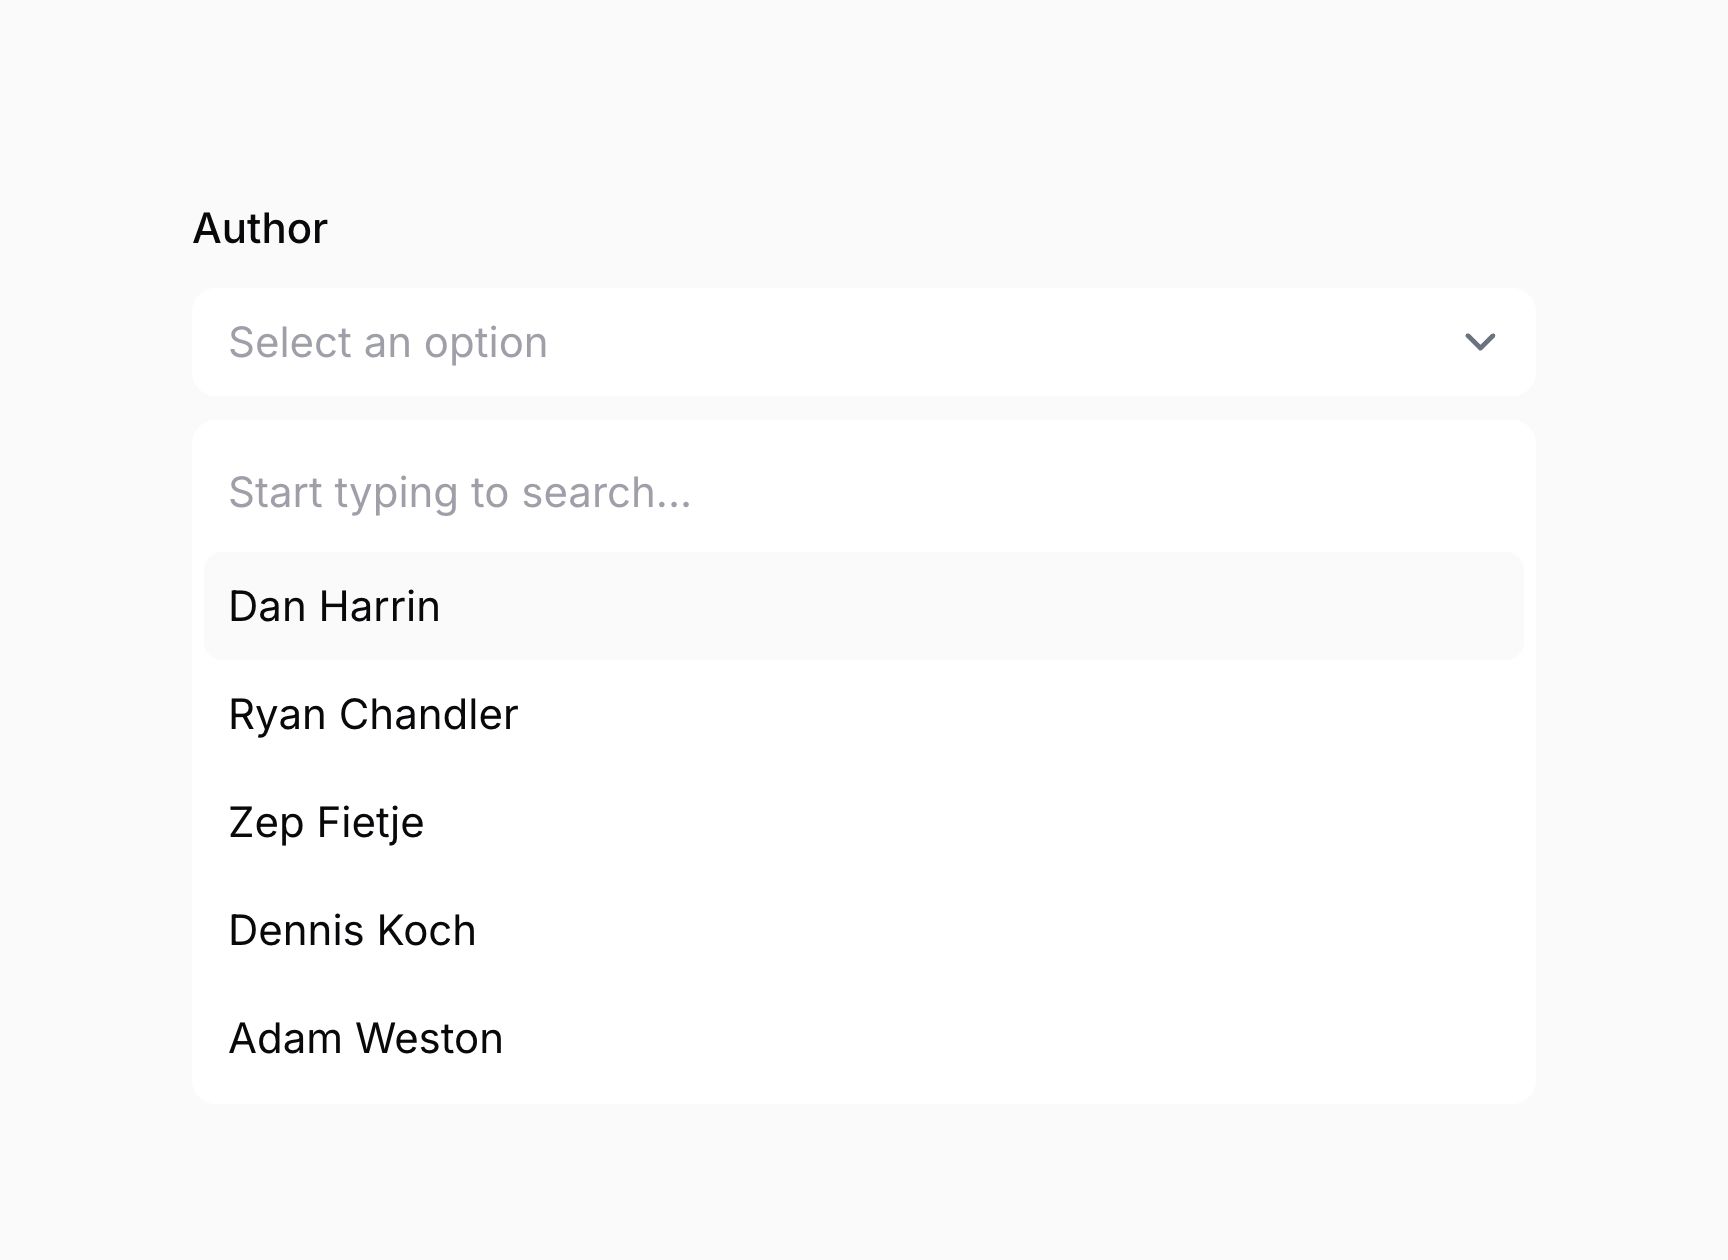 Author
Select an option
Start typing to search...
Dan Harrin
Ryan Chandler
Zep Fietje
Dennis Koch
Adam Weston